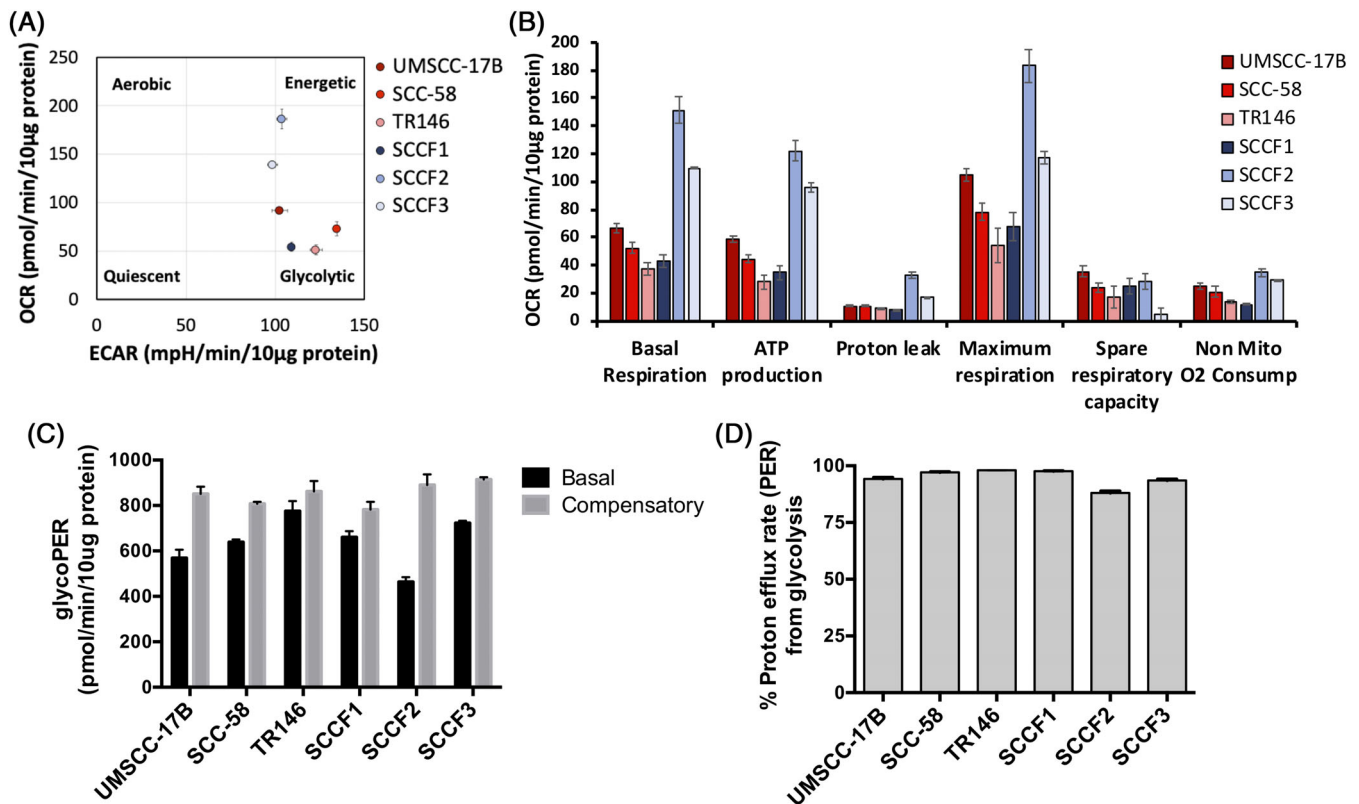 (A)
250
200
150
100
50
0
OCR (pmol/min/10µg protein)
Aerobic
Energetic
Quiescent
Glycolytic
0
50
100
150
ECAR (mpH/min/10µg protein)
UMSCC-17B
SCC-58
TR146
SCCF1
SCCF2
SCCF3
(B)
200
180
160
140
120
100
80
60
40
20
0
OCR (pmol/min/10µg protein)
Basal
Respiration
ATP
production
Proton leak
Maximum
respiration
Spare
respiratory
capacity
Non Mito
O2 Consump
UMSCC-17B
SCC-58
TR146
SCCF1
SCCF2
SCCF3
(C)
1000
800
600
400
200
0
glycoPER
(pmol/min/10ug protein)
UMSCC-17B
SCC-58
TR146
SCCF1
SCCF2
SCCF3
Basal
Compensatory
(D)
100
75
50
25
0
% Proton efflux rate (PER)
from glycolysis
UMSCC-17B
SCC-58
TR146
SCCF1
SCCF2
SCCF3